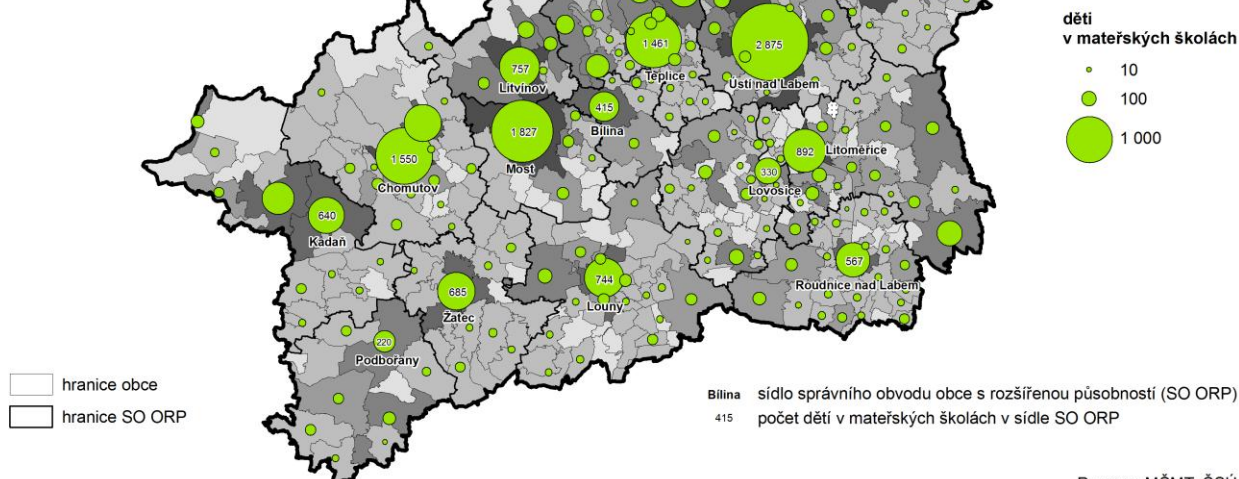 děti
v mateřských školách
10
100
1 000
1 461
Teplice
2 875
Ústí nad Labem
757
Litvínov
415
Bílina
1 827
Most
1 550
Chomutov
892
Litoměřice
330
Lovosice
640
Kadaň
567
Roudnice nad Labem
744
Louny
685
Žatec
220
Podbořany
hranice obce
hranice SO ORP
Bílina sídlo správního obvodu obce s rozšířenou působností (SO ORP)
415 počet dětí v mateřských školách v sídle SO ORP